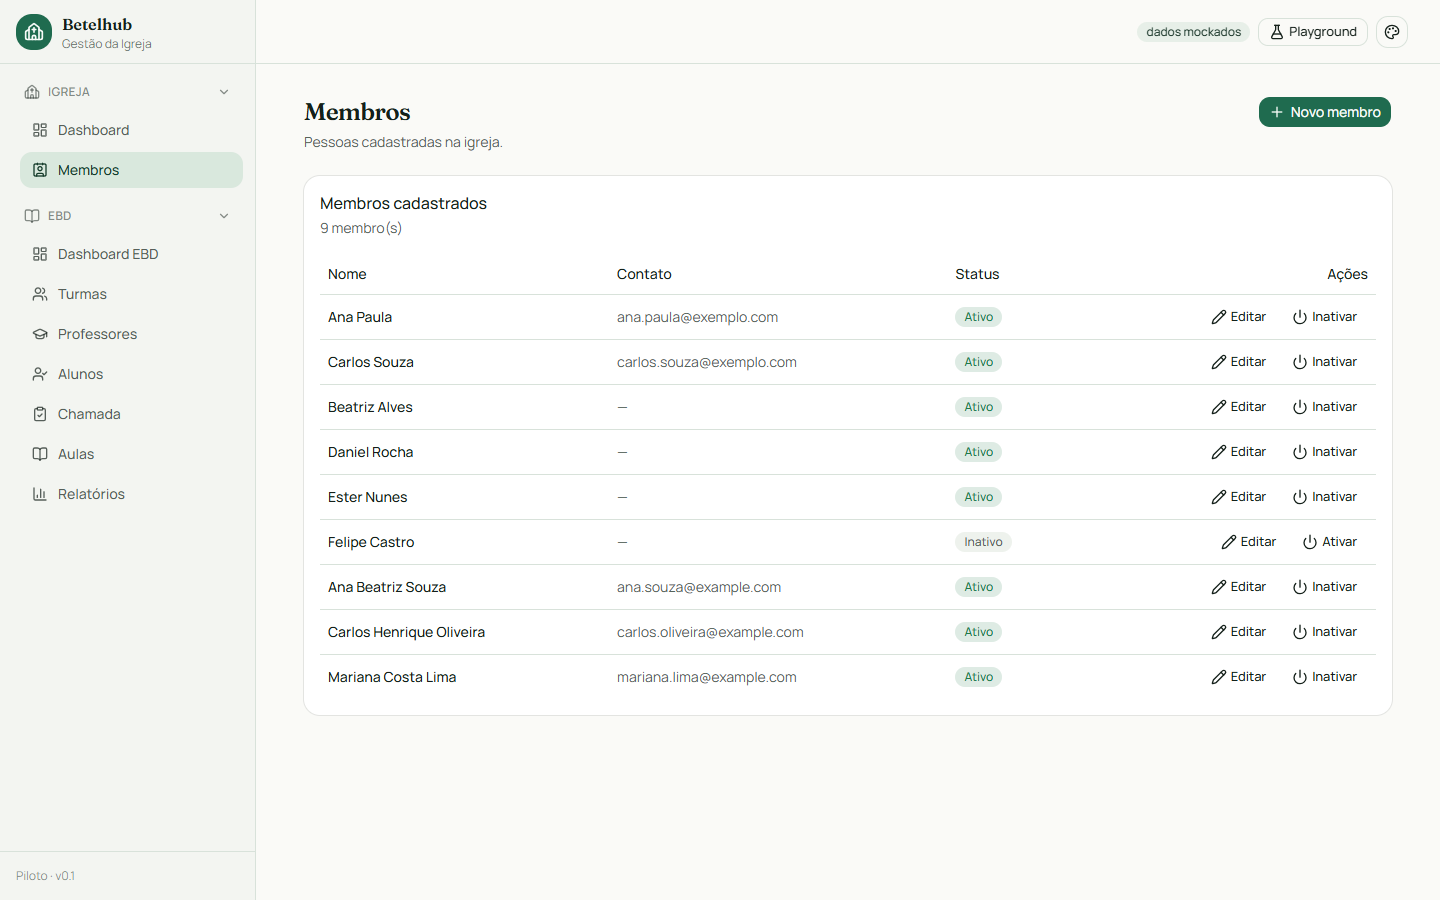 Betelhub
Gestão da Igreja
dados mockados Playground
IGREJA
Dashboard
Membros
EBD
Dashboard EBD
Turmas
Professores
Alunos
Chamada
Aulas
Relatórios
Piloto · v0.1
Membros
Pessoas cadastradas na igreja.
+ Novo membro
Membros cadastrados
9 membro(s)
Nome Contato Status Ações
Ana Paula ana.paula@exemplo.com Ativo Editar Inativar
Carlos Souza carlos.souza@exemplo.com Ativo Editar Inativar
Beatriz Alves — Ativo Editar Inativar
Daniel Rocha — Ativo Editar Inativar
Ester Nunes — Ativo Editar Inativar
Felipe Castro — Inativo Editar Ativar
Ana Beatriz Souza ana.souza@example.com Ativo Editar Inativar
Carlos Henrique Oliveira carlos.oliveira@example.com Ativo Editar Inativar
Mariana Costa Lima mariana.lima@example.com Ativo Editar Inativar